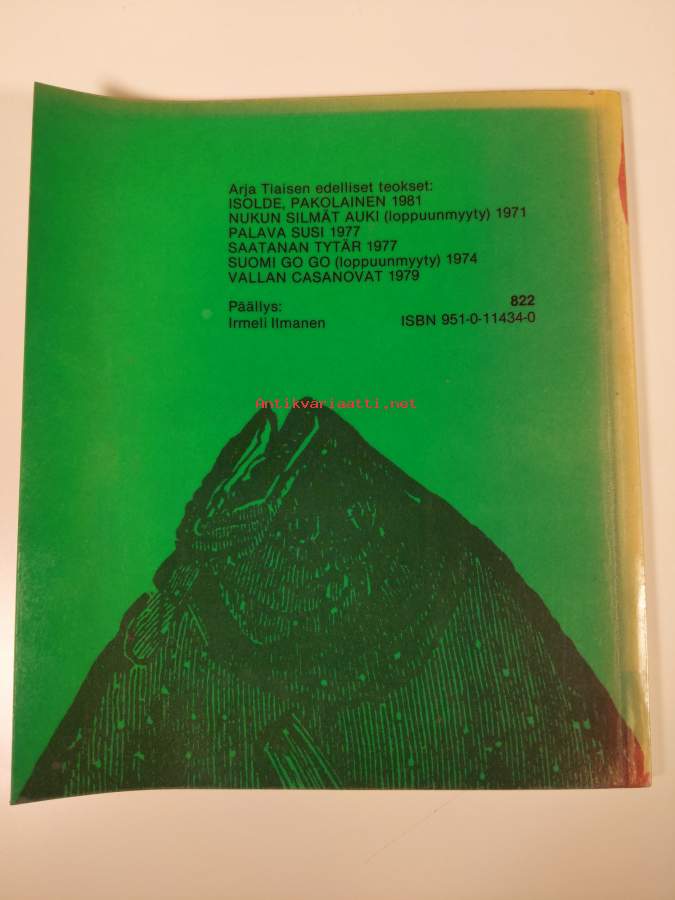 Arja Tiaisen edelliset teokset:
ISOLDE, PAKOLAINEN 1981
NUKUN SILMÄT AUKI (loppuunmyyty) 1971
PALAVA SUSI 1977
SAATANAN TYTÄR 1977
SUOMI GO GO (loppuunmyyty) 1974
VALLAN CASANOVAT 1979
Päällys: 822
Irmeli Ilmanen ISBN 951-0-11434-0
Antikvariaatti.net